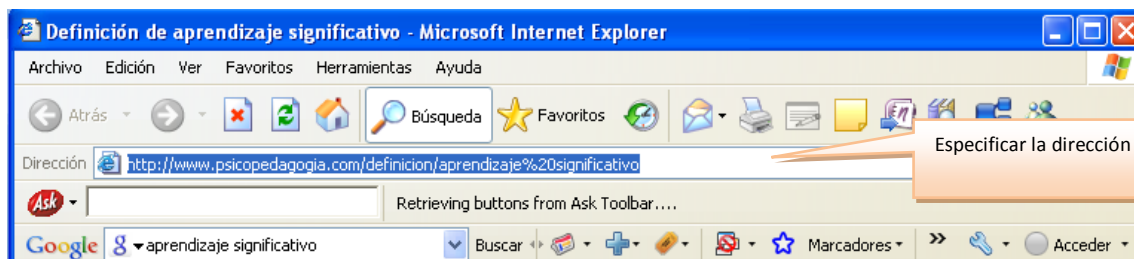 Definición de aprendizaje significativo - Microsoft Internet Explorer
Archivo Edición Ver Favoritos Herramientas Ayuda
Atrás Búsqueda Favoritos
Especificar la dirección
Dirección http://www.psicopedagogia.com/definicion/aprendizaje%20significativo
Ask Retrieving buttons from Ask Toolbar....
Google g aprendizaje significativo Buscar Marcadores Acceder